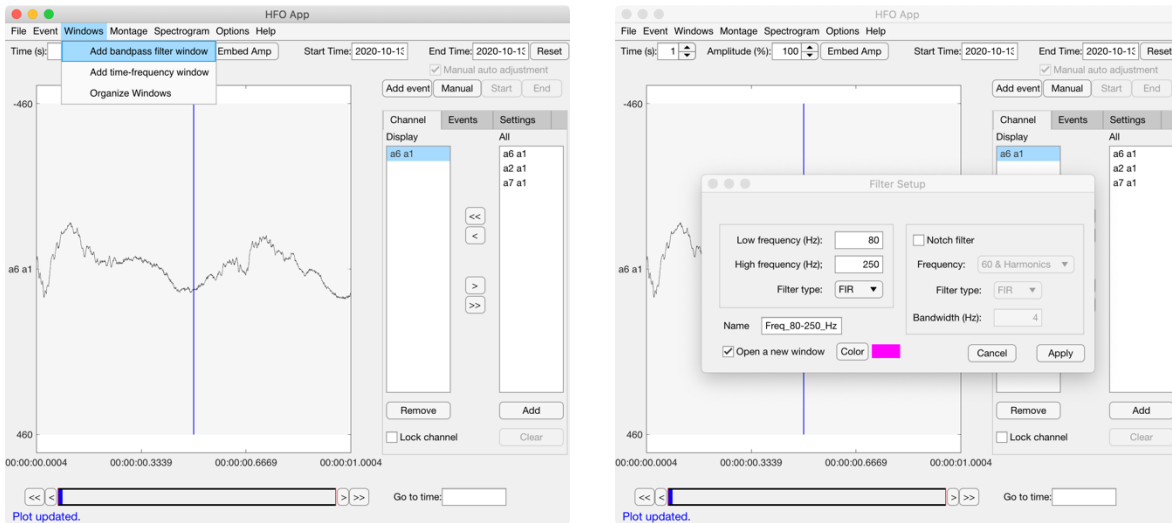 HFO App
File Event Windows Montage Spectrogram Options Help
Time (s): Add bandpass filter window Embed Amp Start Time: 2020-10-13 End Time: 2020-10-13 Reset
Add time-frequency window Manual auto adjustment
Organize Windows Add event Manual Start End
-460
Channel Events Settings
Display All
a6 a1 a6 a1
a2 a1
a7 a1
<<
<
a6 a1
>
>>
Remove Add
460 Lock channel Clear
00:00:00.0004 00:00:00.3339 00:00:00.6669 00:00:01.0004
<< < > >> Go to time:
Plot updated.
HFO App
File Event Windows Montage Spectrogram Options Help
Time (s): 1 Amplitude (%): 100 Embed Amp Start Time: 2020-10-13 End Time: 2020-10-13 Reset
Manual auto adjustment
Add event Manual Start End
-460
Channel Events Settings
Display All
a6 a1 a6 a1
a2 a1
a7 a1
Filter Setup
Low frequency (Hz): 80 Notch filter
High frequency (Hz); 250 Frequency: 60 & Harmonics
Filter type: FIR Filter type: FIR
Bandwidth (Hz): 4
Name Freq_80-250_Hz
Open a new window Color Cancel Apply
a6 a1
Remove Add
460 Lock channel Clear
00:00:00.0004 00:00:00.3339 00:00:00.6669 00:00:01.0004
<< < > >> Go to time:
Plot updated.